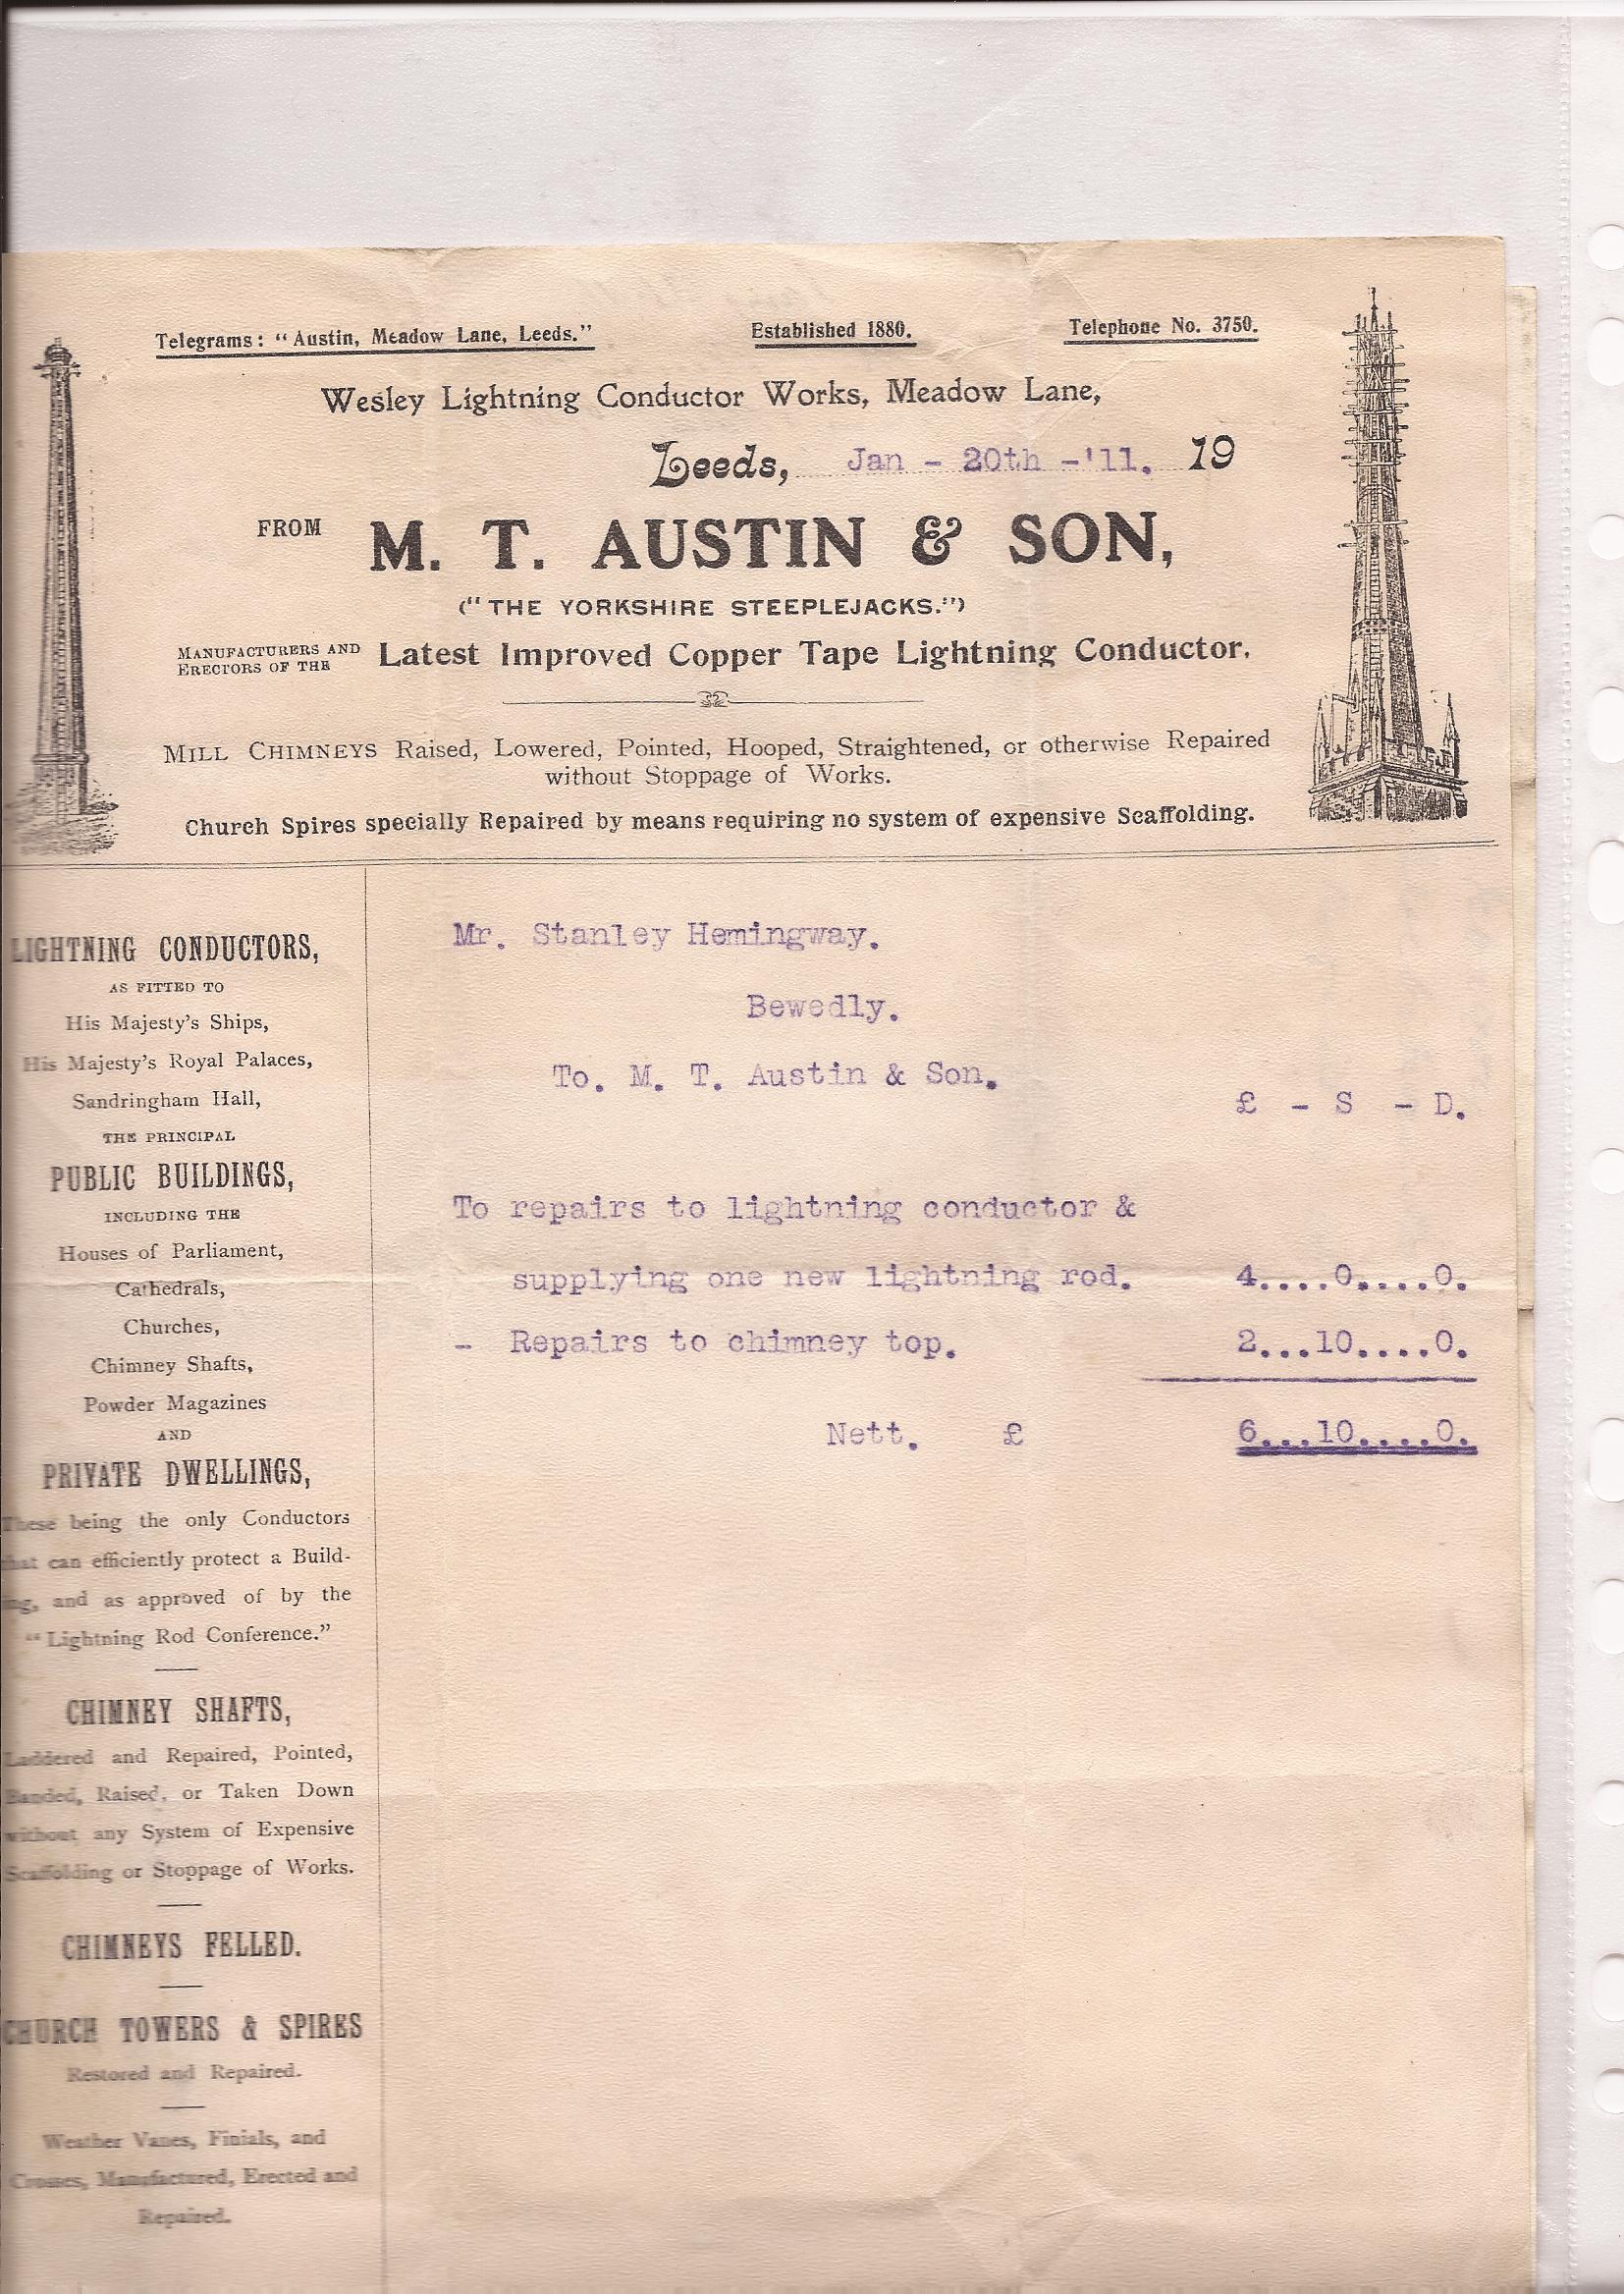 Telegrams: "Austin, Meadow Lane, Leeds."
Established 1880.
Telephone No. 3750.
Wesley Lightning Conductor Works, Meadow Lane,
Leeds, Jan - 20th -'11. 19
FROM M. T. AUSTIN & SON,
("THE YORKSHIRE STEEPLEJACKS.")
MANUFACTURERS AND
ERECTORS OF THE
Latest Improved Copper Tape Lightning Conductor.
MILL CHIMNEYS Raised, Lowered, Pointed, Hooped, Straightened, or otherwise Repaired
without Stoppage of Works.
Church Spires specially Repaired by means requiring no system of expensive Scaffolding.
LIGHTNING CONDUCTORS,
AS FITTED TO
His Majesty's Ships,
His Majesty's Royal Palaces,
Sandringham Hall,
THE PRINCIPAL
PUBLIC BUILDINGS,
INCLUDING THE
Houses of Parliament,
Cathedrals,
Churches,
Chimney Shafts,
Powder Magazines
AND
PRIVATE DWELLINGS,
These being the only Conductors
that can efficiently protect a Build-
ing, and as approved of by the
"Lightning Rod Conference."
CHIMNEY SHAFTS,
Laddered and Repaired, Pointed,
Banded, Raised, or Taken Down
without any System of Expensive
Scaffolding or Stoppage of Works.
CHIMNEYS FELLED.
CHURCH TOWERS & SPIRES
Restored and Repaired.
Weather Vanes, Finials, and
Crosses, Manufactured, Erected and
Repaired.
Mr. Stanley Hemingway.
Bewedly.
To. M. T. Austin & Son.
£ - S - D.
To repairs to lightning conductor &
supplying one new lightning rod. 4....0....0.
- Repairs to chimney top. 2...10....0.
Nett. £ 6...10....0.